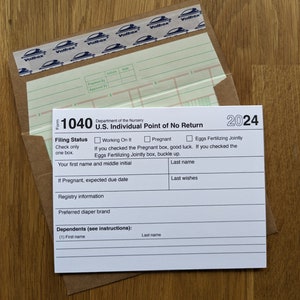 Form 1040
Department of the Nursery
U.S. Individual Point of No Return
2024
Filing Status
Check only
one box.
Working On It
Pregnant
Eggs Fertilizing Jointly
If you checked the Pregnant box, good luck. If you checked the
Eggs Fertilizing Jointly box, buckle up.
Your first name and middle initial
Last name
If Pregnant, expected due date
Last wishes
Registry information
Preferred diaper brand
Dependents (see instructions):
(1) First name
Last name